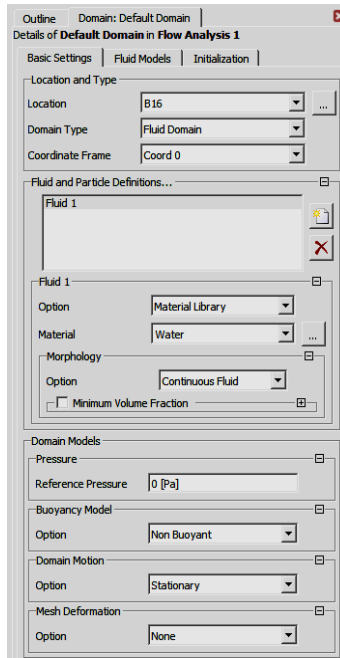 Outline Domain: Default Domain
Details of Default Domain in Flow Analysis 1
Basic Settings Fluid Models Initialization
Location and Type
Location B16 ...
Domain Type Fluid Domain
Coordinate Frame Coord 0
Fluid and Particle Definitions...
Fluid 1
Fluid 1
Option Material Library
Material Water ...
Morphology
Option Continuous Fluid
Minimum Volume Fraction
Domain Models
Pressure
Reference Pressure 0 [Pa]
Buoyancy Model
Option Non Buoyant
Domain Motion
Option Stationary
Mesh Deformation
Option None